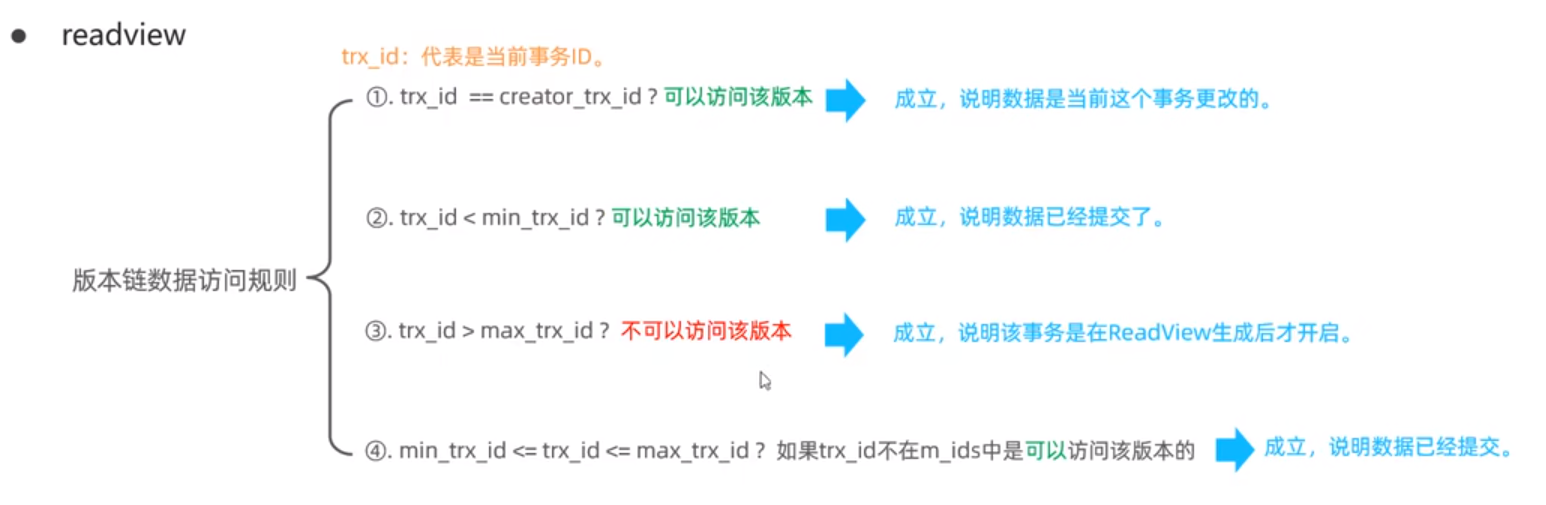 ● readview
trx_id：代表是当前事务ID。
①. trx_id == creator_trx_id ? 可以访问该版本 成立，说明数据是当前这个事务更改的。
②. trx_id < min_trx_id ? 可以访问该版本 成立，说明数据已经提交了。
版本链数据访问规则
③. trx_id > max_trx_id ? 不可以访问该版本 成立，说明该事务是在ReadView生成后才开启。
④. min_trx_id <= trx_id <= max_trx_id ? 如果trx_id不在m_ids中是可以访问该版本的 成立，说明数据已经提交。